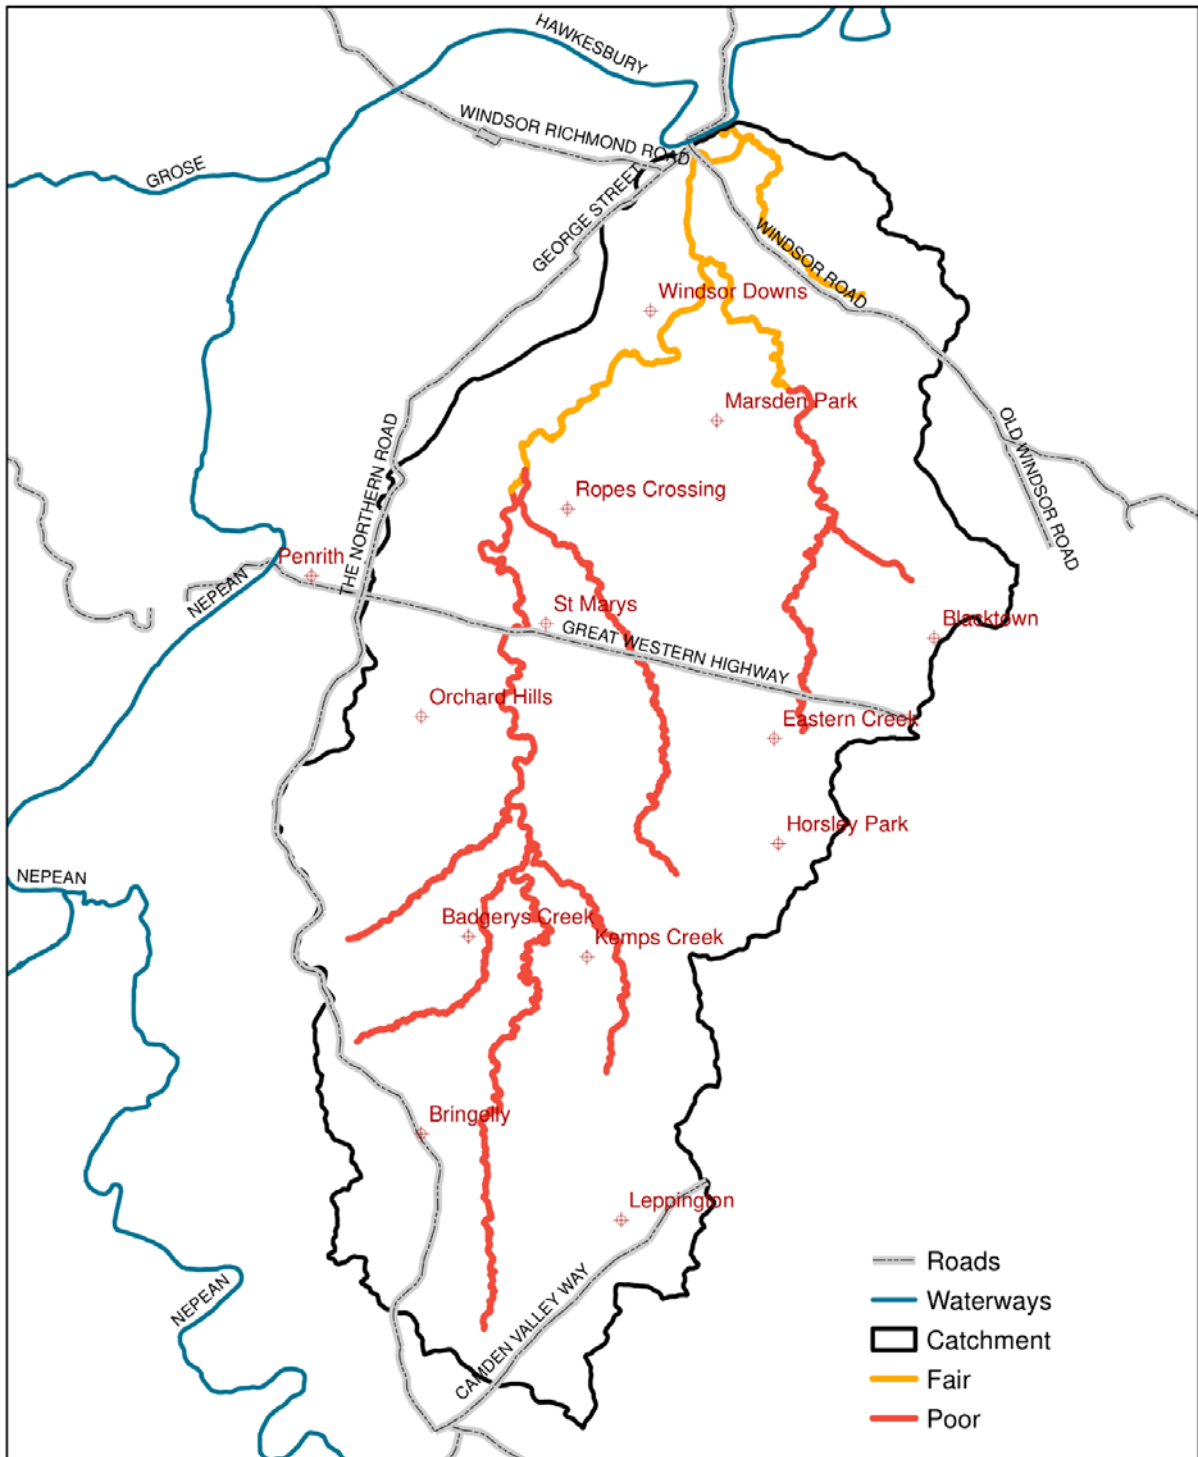 HAWKESBURY
WINDSOR RICHMOND ROAD
GROSE
GEORGE STREET
WINDSOR ROAD
Windsor Downs
Marsden Park
OLD WINDSOR ROAD
THE NORTHERN ROAD
Ropes Crossing
Penrith
NEPEAN
St Marys
GREAT WESTERN HIGHWAY
Blacktown
Orchard Hills
Eastern Creek
Horsley Park
NEPEAN
Badgerys Creek
Kemps Creek
Bringelly
Leppington
NEPEAN
CAMDEN VALLEY WAY
Roads
Waterways
Catchment
Fair
Poor